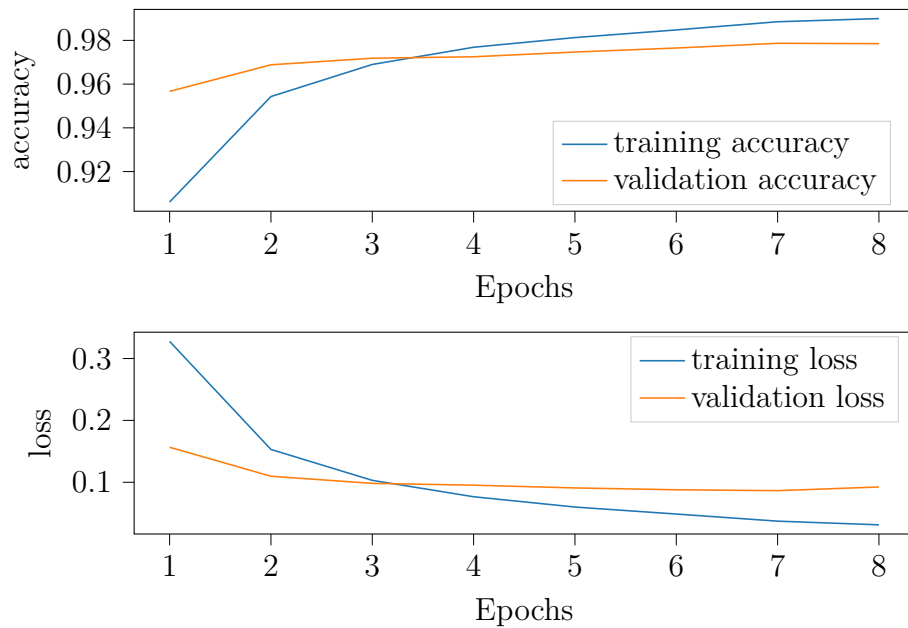 0.98
0.96
0.94
0.92
accuracy
training accuracy
validation accuracy
1 2 3 4 5 6 7 8
Epochs
0.3
0.2
0.1
loss
training loss
validation loss
1 2 3 4 5 6 7 8
Epochs